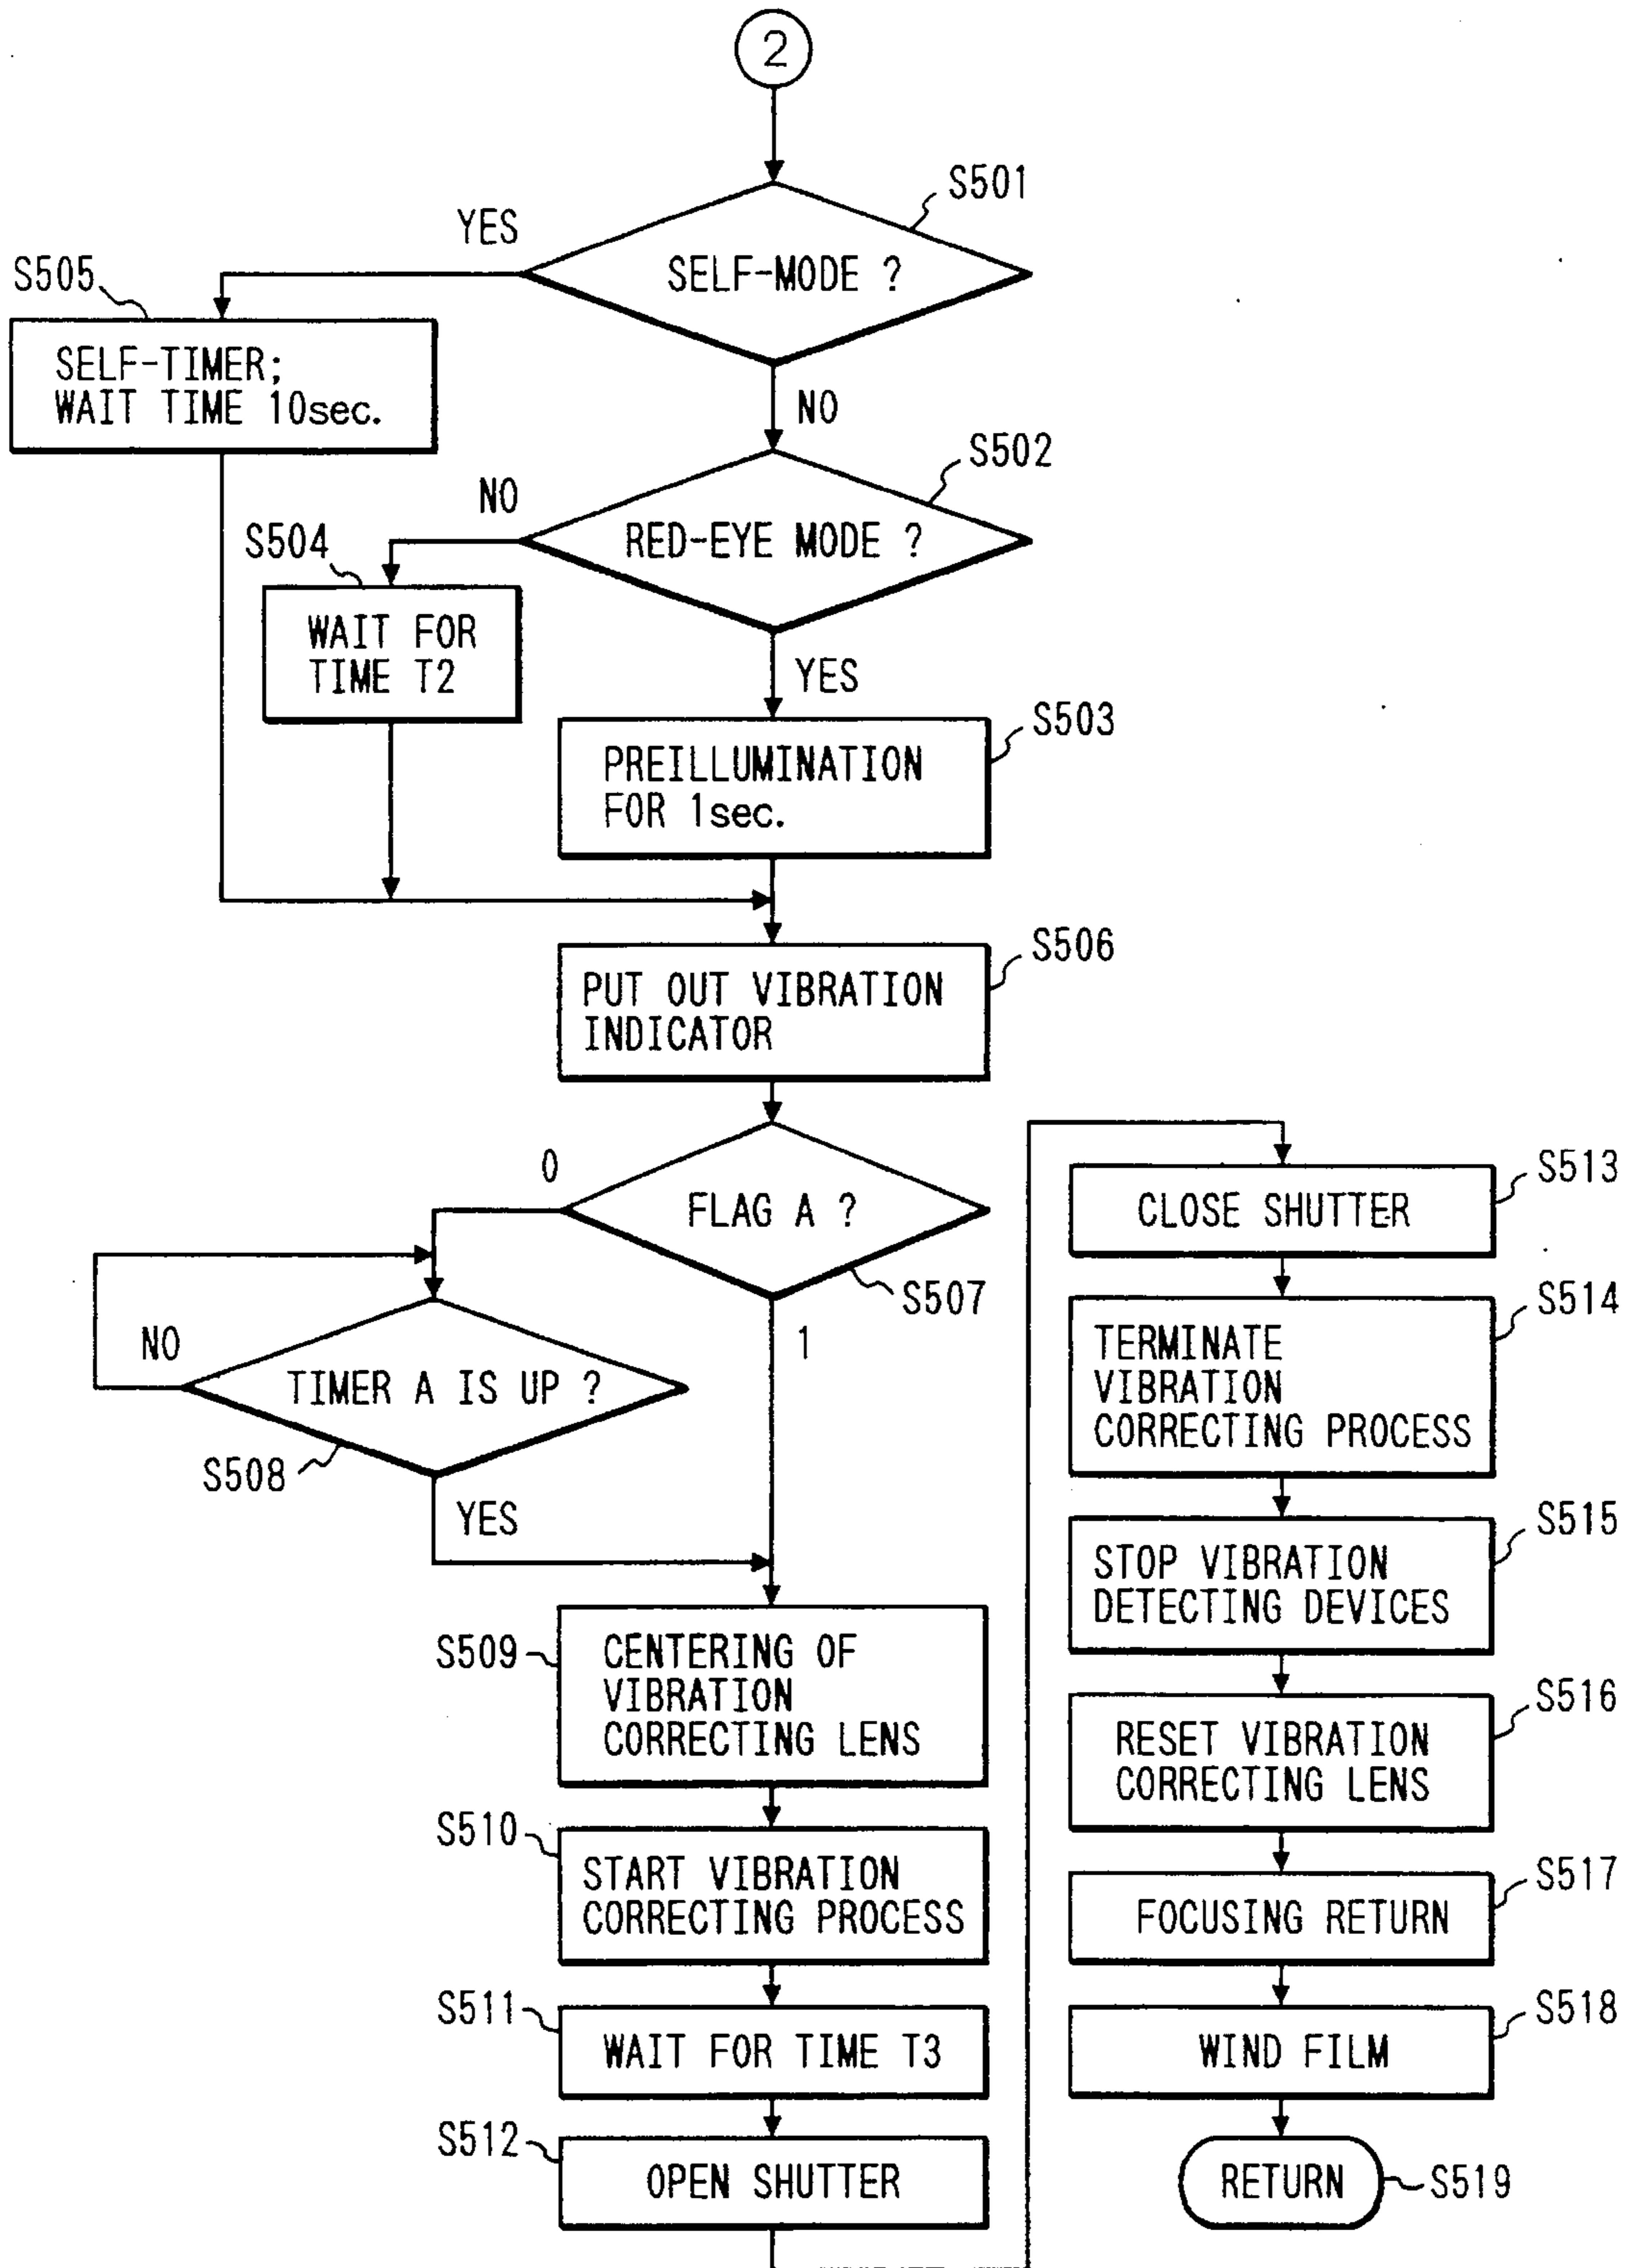 2
S501
YES
SELF-MODE ?
S505
SELF-TIMER;
WAIT TIME 10sec.
NO
S502
NO
RED-EYE MODE ?
S504
WAIT FOR
TIME T2
YES
S503
PREILLUMINATION
FOR 1sec.
S506
PUT OUT VIBRATION
INDICATOR
0
FLAG A ?
S507
1
NO
TIMER A IS UP ?
S508
YES
S509
CENTERING OF
VIBRATION
CORRECTING LENS
S510
START VIBRATION
CORRECTING PROCESS
S511
WAIT FOR TIME T3
S512
OPEN SHUTTER
S513
CLOSE SHUTTER
S514
TERMINATE
VIBRATION
CORRECTING PROCESS
S515
STOP VIBRATION
DETECTING DEVICES
S516
RESET VIBRATION
CORRECTING LENS
S517
FOCUSING RETURN
S518
WIND FILM
RETURN
S519